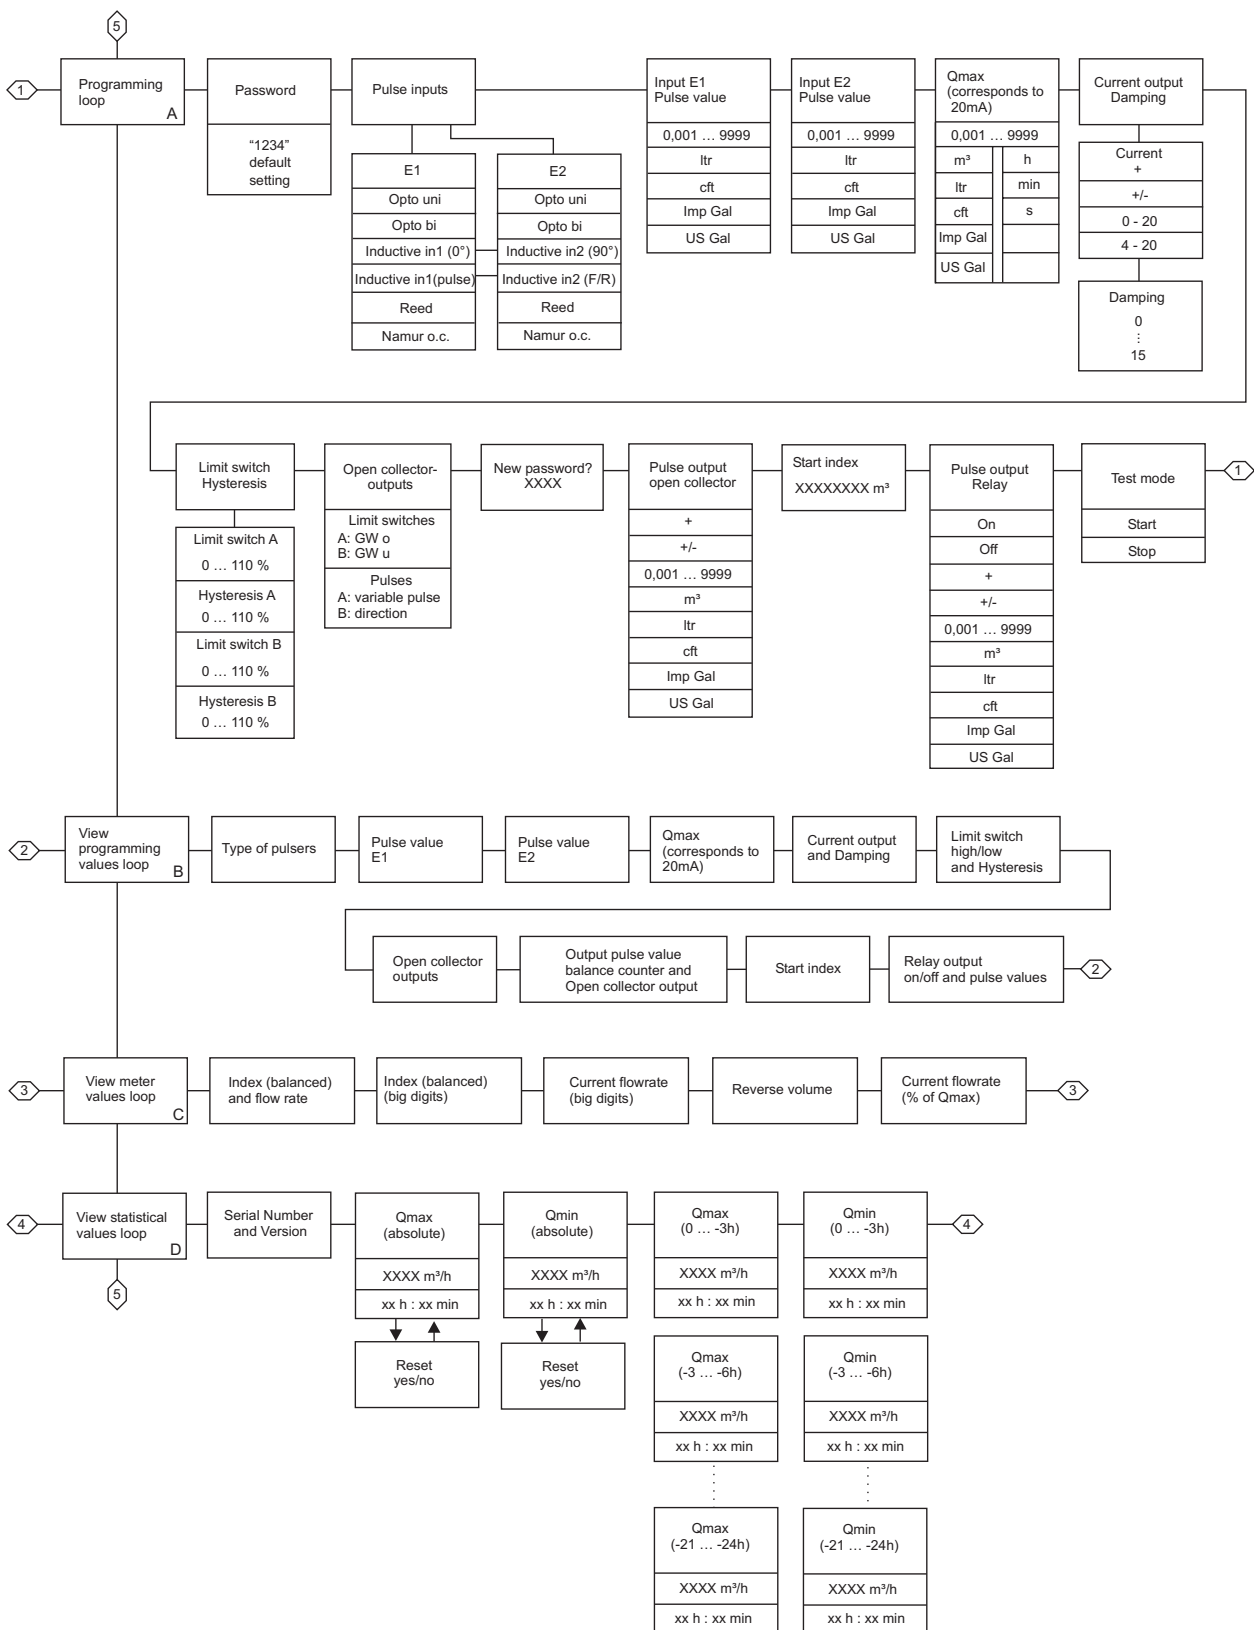 5
1
Programming
loop
A
Password
"1234"
default
setting
Pulse inputs
E1
Opto uni
Opto bi
Inductive in1 (0°)
Inductive in1(pulse)
Reed
Namur o.c.
E2
Opto uni
Opto bi
Inductive in2 (90°)
Inductive in2 (F/R)
Reed
Namur o.c.
Input E1
Pulse value
0,001 … 9999
ltr
cft
Imp Gal
US Gal
Input E2
Pulse value
0,001 … 9999
ltr
cft
Imp Gal
US Gal
Qmax
(corresponds to
20mA)
0,001 … 9999
m³ h
ltr min
cft s
Imp Gal
US Gal
Current output
Damping
Current
+
+/-
0 - 20
4 - 20
Damping
0
⋮
15
Limit switch
Hysteresis
Limit switch A
0 … 110 %
Hysteresis A
0 … 110 %
Limit switch B
0 … 110 %
Hysteresis B
0 … 110 %
Open collector-
outputs
Limit switches
A: GW o
B: GW u
Pulses
A: variable pulse
B: direction
New password?
XXXX
Pulse output
open collector
+
+/-
0,001 … 9999
m³
ltr
cft
Imp Gal
US Gal
Start index
XXXXXXXX m³
Pulse output
Relay
On
Off
+
+/-
0,001 … 9999
m³
ltr
cft
Imp Gal
US Gal
Test mode
Start
Stop
1
2
View
programming
values loop
B
Type of pulsers
Pulse value
E1
Pulse value
E2
Qmax
(corresponds to
20mA)
Current output
and Damping
Limit switch
high/low
and Hysteresis
Open collector
outputs
Output pulse value
balance counter and
Open collector output
Start index
Relay output
on/off and pulse values
2
3
View meter
values loop
C
Index (balanced)
and flow rate
Index (balanced)
(big digits)
Current flowrate
(big digits)
Reverse volume
Current flowrate
(% of Qmax)
3
4
View statistical
values loop
D
5
Serial Number
and Version
Qmax
(absolute)
XXXX m³/h
xx h : xx min
Reset
yes/no
Qmin
(absolute)
XXXX m³/h
xx h : xx min
Reset
yes/no
Qmax
(0 … -3h)
XXXX m³/h
xx h : xx min
Qmin
(0 … -3h)
XXXX m³/h
xx h : xx min
4
Qmax
(-3 … -6h)
XXXX m³/h
xx h : xx min
Qmin
(-3 … -6h)
XXXX m³/h
xx h : xx min
Qmax
(-21 … -24h)
XXXX m³/h
xx h : xx min
Qmin
(-21 … -24h)
XXXX m³/h
xx h : xx min